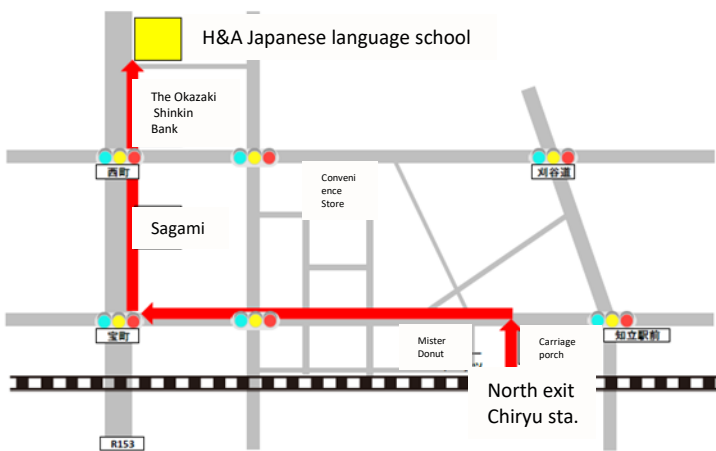 H&A Japanese language school
The Okazaki
Shinkin
Bank
西町
刈谷道
Conveni
ence
Store
Sagami
宝町
知立駅前
Mister
Donut
Carriage
porch
North exit
Chiryu sta.
R153